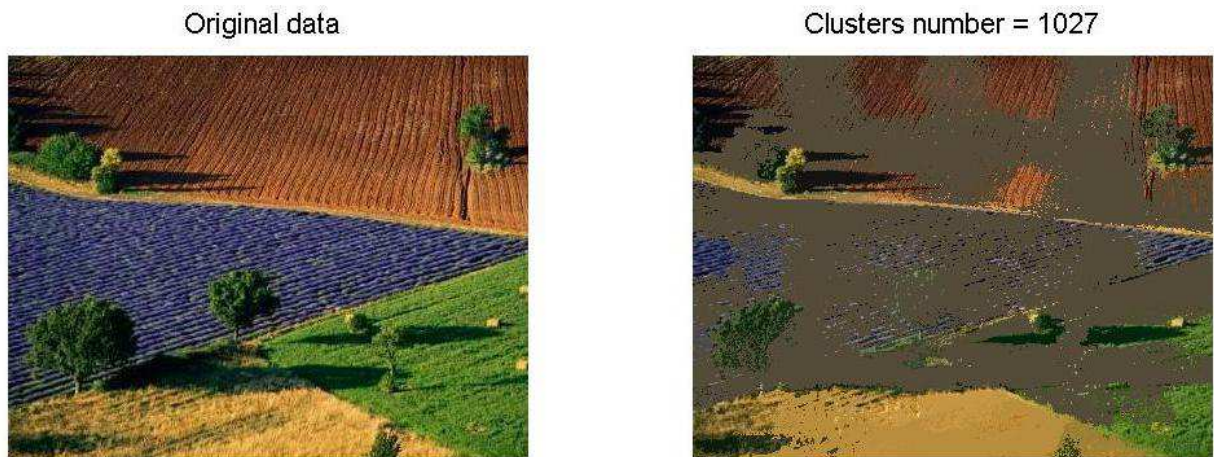 Original data
Clusters number = 1027